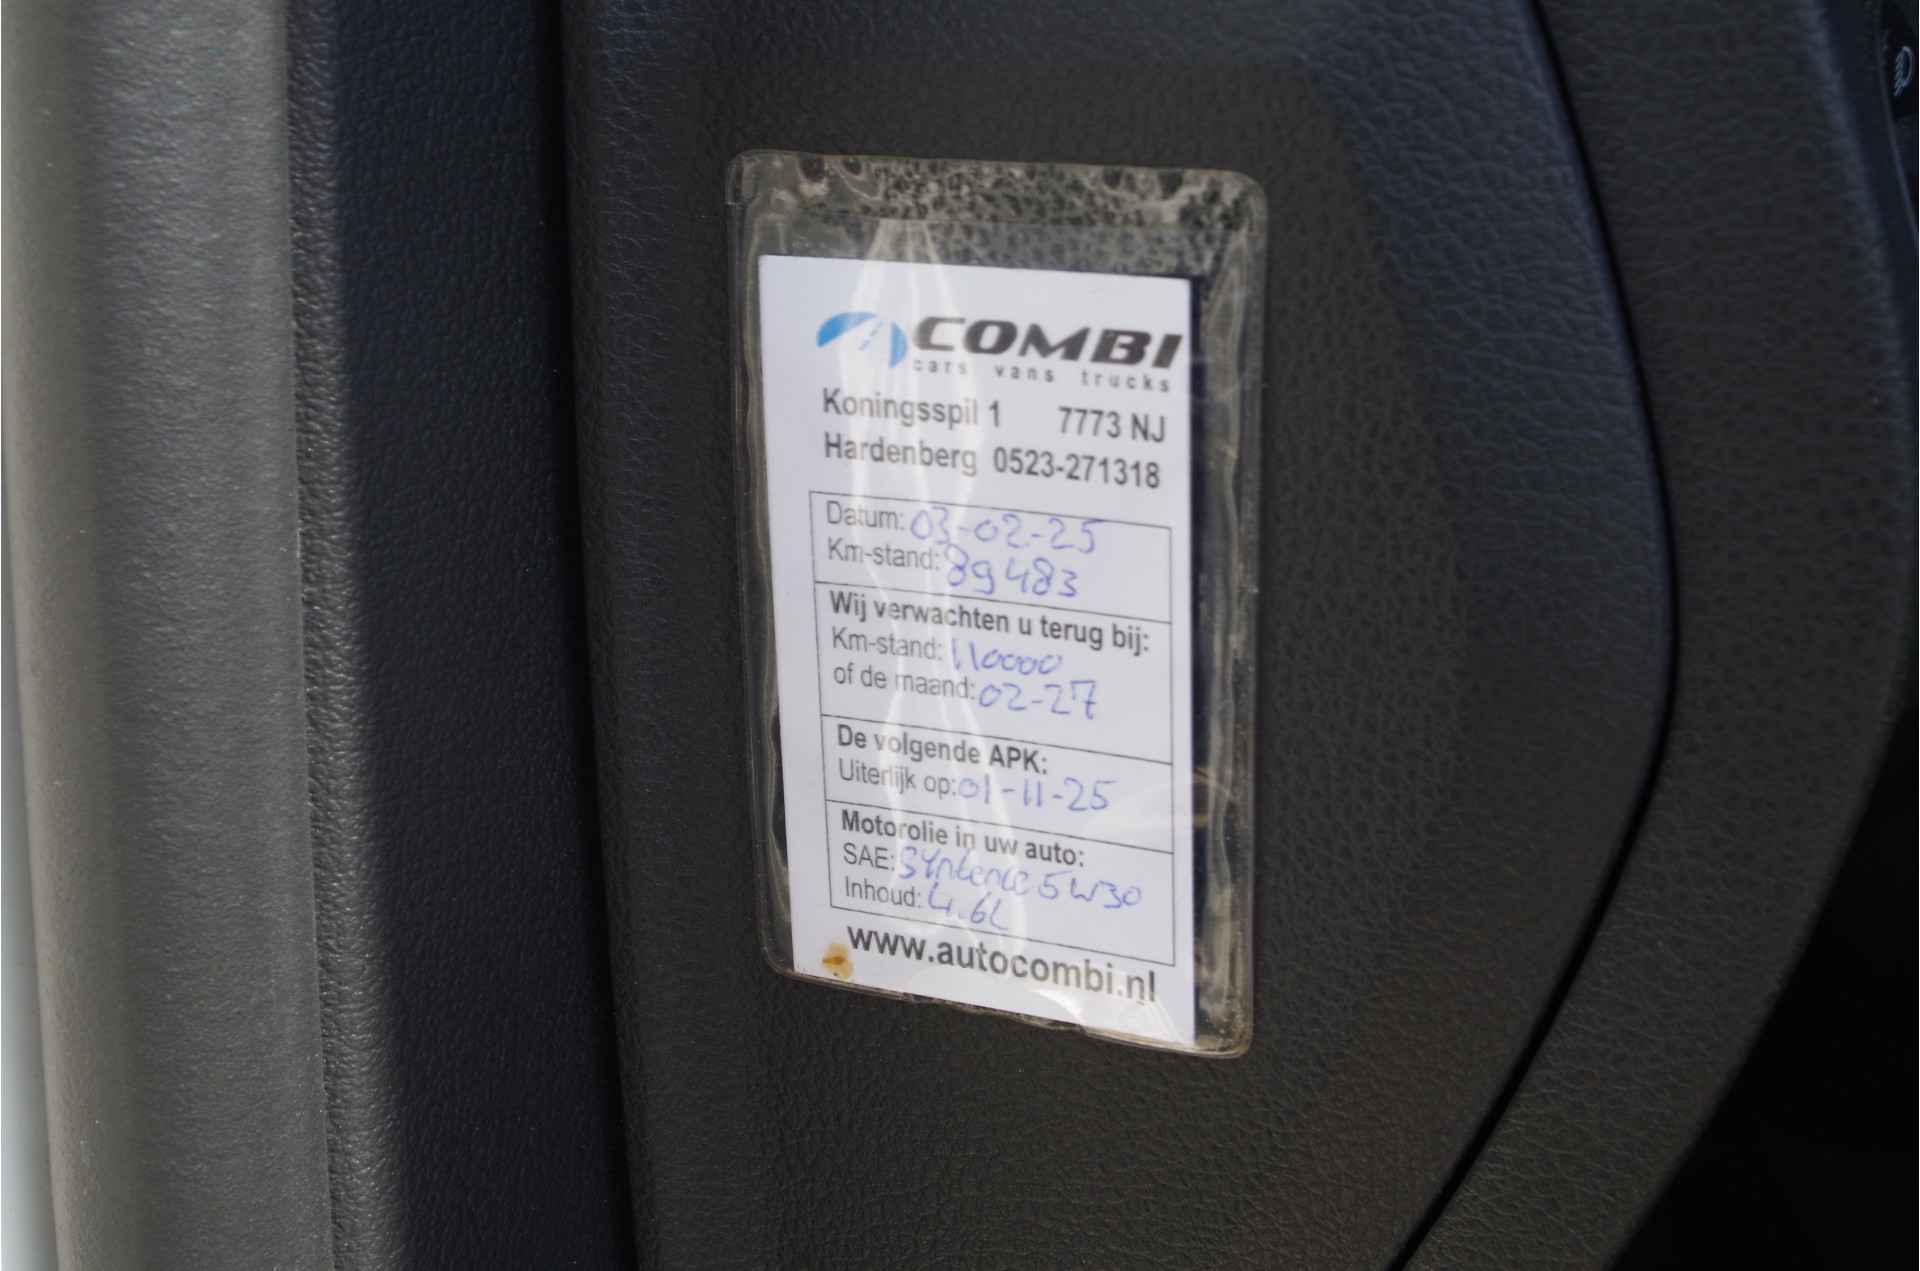 COMBI
cars vans trucks
Koningsspil 1 7773 NJ
Hardenberg 0523-271318
Datum: 03-02-25
Km-stand: 89483
Wij verwachten u terug bij:
Km-stand: 110000
of de maand: 02-27
De volgende APK:
Uiterlijk op: 01-11-25
Motorolie in uw auto:
SAE: 5W30
Inhoud: 4.6L
www.autocombi.nl